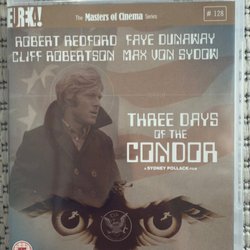 EUREKA!
The Masters of Cinema Series
# 128
ROBERT REDFORD FAYE DUNAWAY
CLIFF ROBERTSON MAX VON SYDOW
THREE DAYS
OF THE
CONDOR
A SYDNEY POLLACK FILM
15